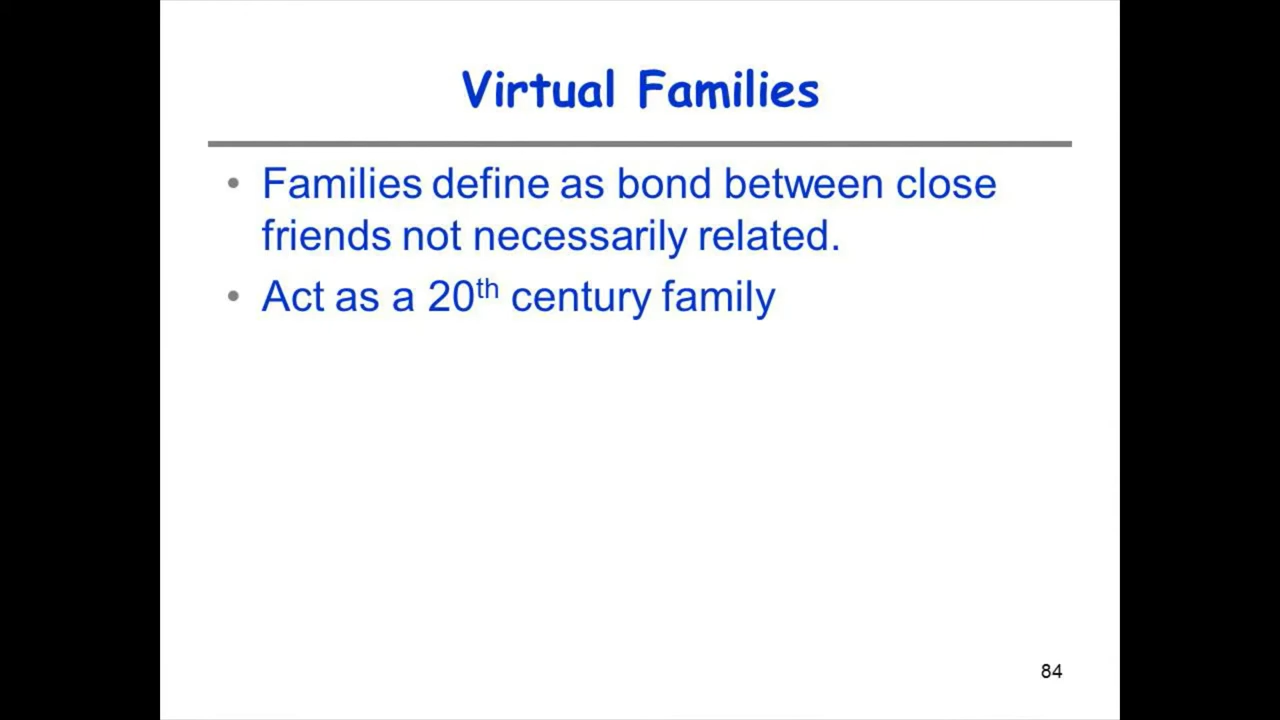 Virtual Families
• Families define as bond between close
friends not necessarily related.
• Act as a 20th century family
84